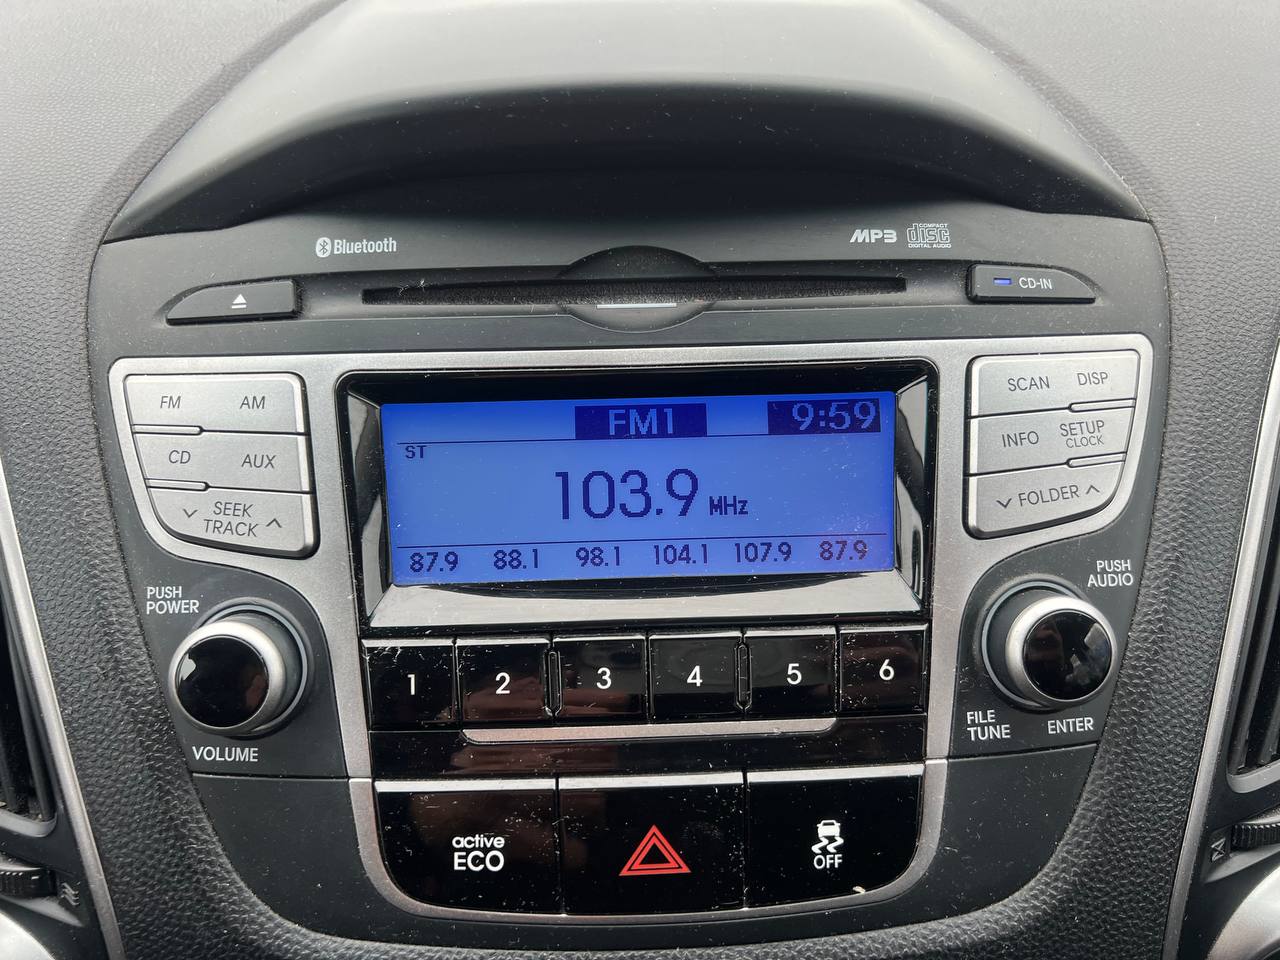 Bluetooth
MP3
COMPACT
disc
DIGITAL AUDIO
CD-IN
FM AM
CD AUX
SEEK
TRACK
FM1 9:59
ST
103.9 MHz
87.9 88.1 98.1 104.1 107.9 87.9
SCAN DISP
INFO SETUP
CLOCK
FOLDER
PUSH
POWER
VOLUME
1 2 3 4 5 6
PUSH
AUDIO
FILE
TUNE
ENTER
active
ECO
OFF